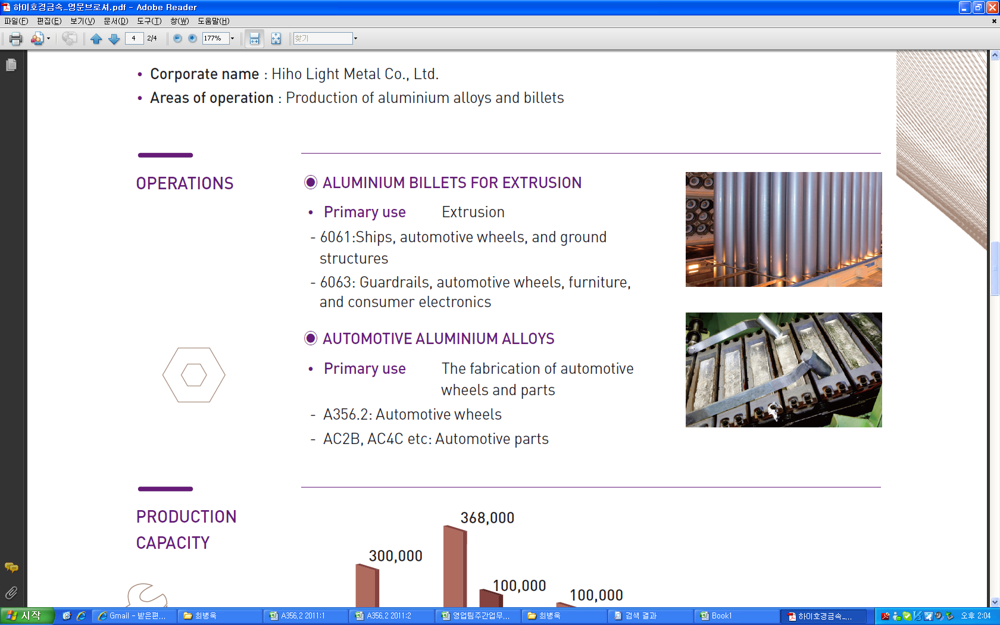 하이호경금속_영문브로셔.pdf - Adobe Reader
파일(F) 편집(E) 보기(V) 문서(D) 도구(T) 창(W) 도움말(H)
4 2/4 177% 찾기
• Corporate name : Hiho Light Metal Co., Ltd.
• Areas of operation : Production of aluminium alloys and billets
OPERATIONS
ALUMINIUM BILLETS FOR EXTRUSION
• Primary use Extrusion
- 6061:Ships, automotive wheels, and ground
structures
- 6063: Guardrails, automotive wheels, furniture,
and consumer electronics
AUTOMOTIVE ALUMINIUM ALLOYS
• Primary use The fabrication of automotive
wheels and parts
- A356.2: Automotive wheels
- AC2B, AC4C etc: Automotive parts
PRODUCTION
CAPACITY
368,000
300,000
100,000
100,000
시작 Gmail - 받은편... 최병욱 A356,2 2011:1 A356,2 2011:2 영업팀주간업무... 최병욱 검색 결과 Book1 하이호경금속_... 오후 2:04